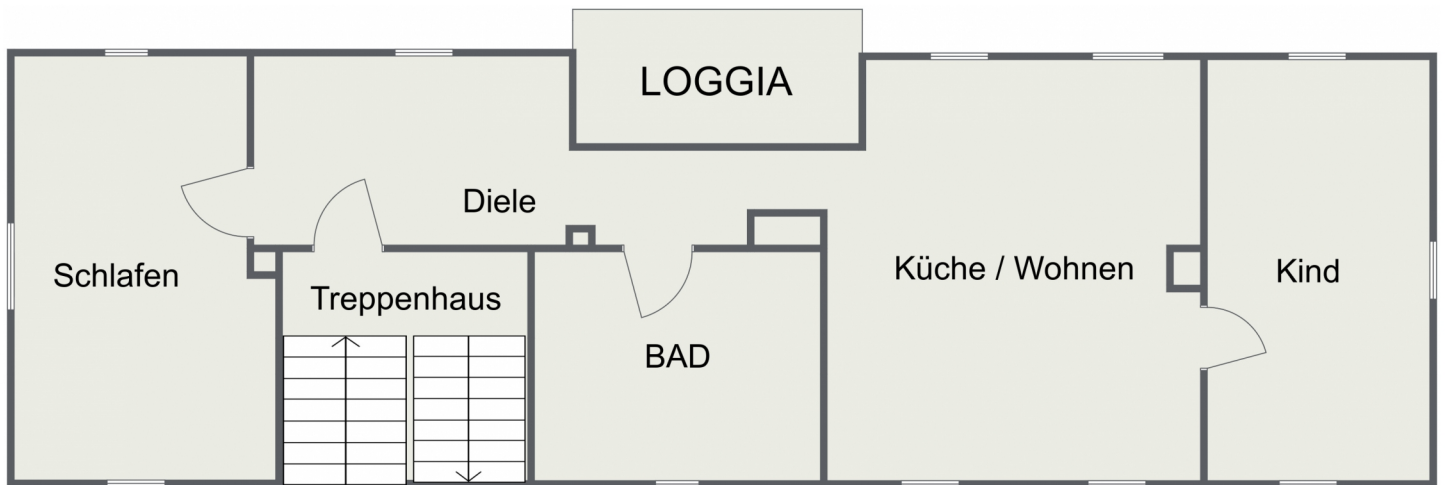 LOGGIA
Diele
Schlafen
Treppenhaus
BAD
Küche / Wohnen
Kind